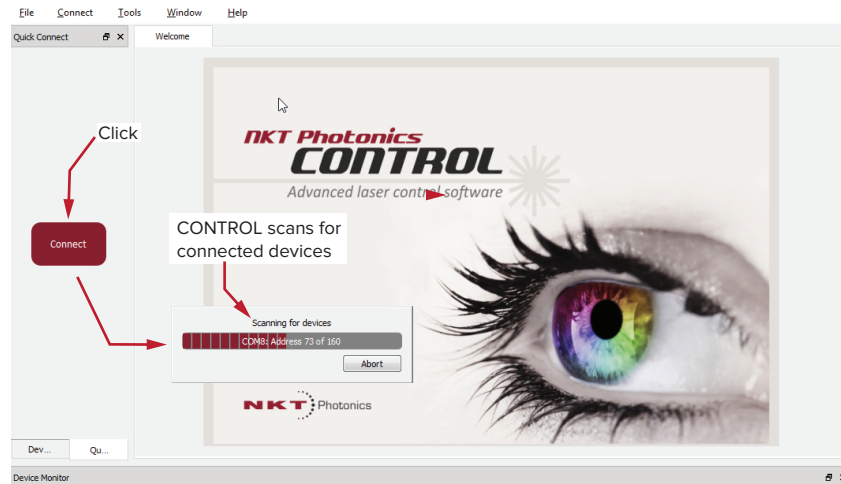 File Connect Tools Window Help
Quick Connect
Welcome
Click
Connect
NKT Photonics
CONTROL
Advanced laser control software
CONTROL scans for
connected devices
Scanning for devices
COM8: Address 73 of 160
Abort
NKT Photonics
Dev... Qu...
Device Monitor